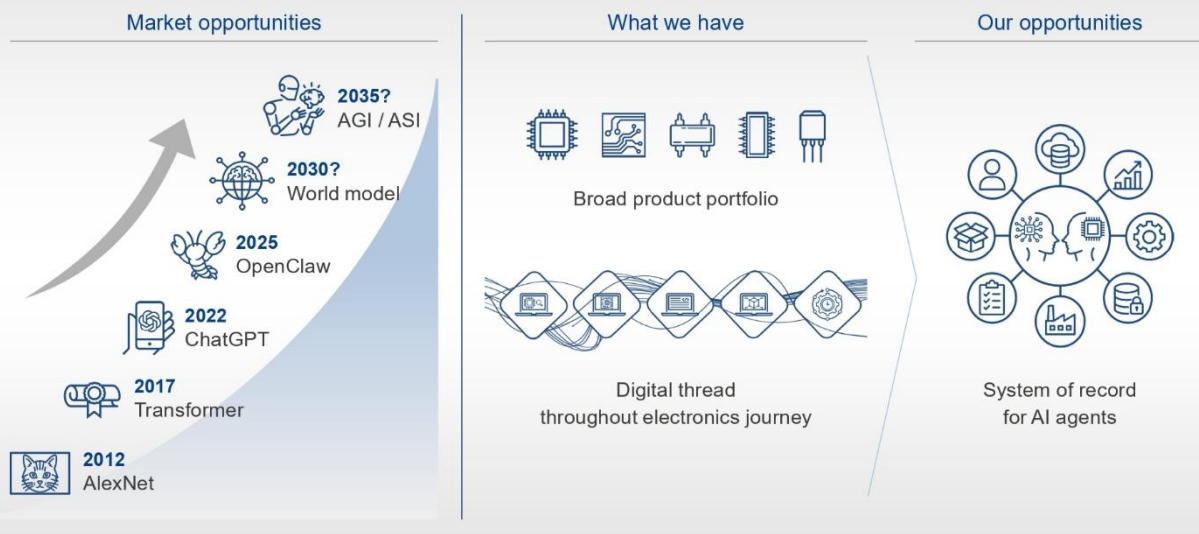 Market opportunities
2035?
AGI / ASI
2030?
World model
2025
OpenClaw
2022
ChatGPT
2017
Transformer
2012
AlexNet
What we have
Broad product portfolio
Digital thread
throughout electronics journey
Our opportunities
System of record
for AI agents